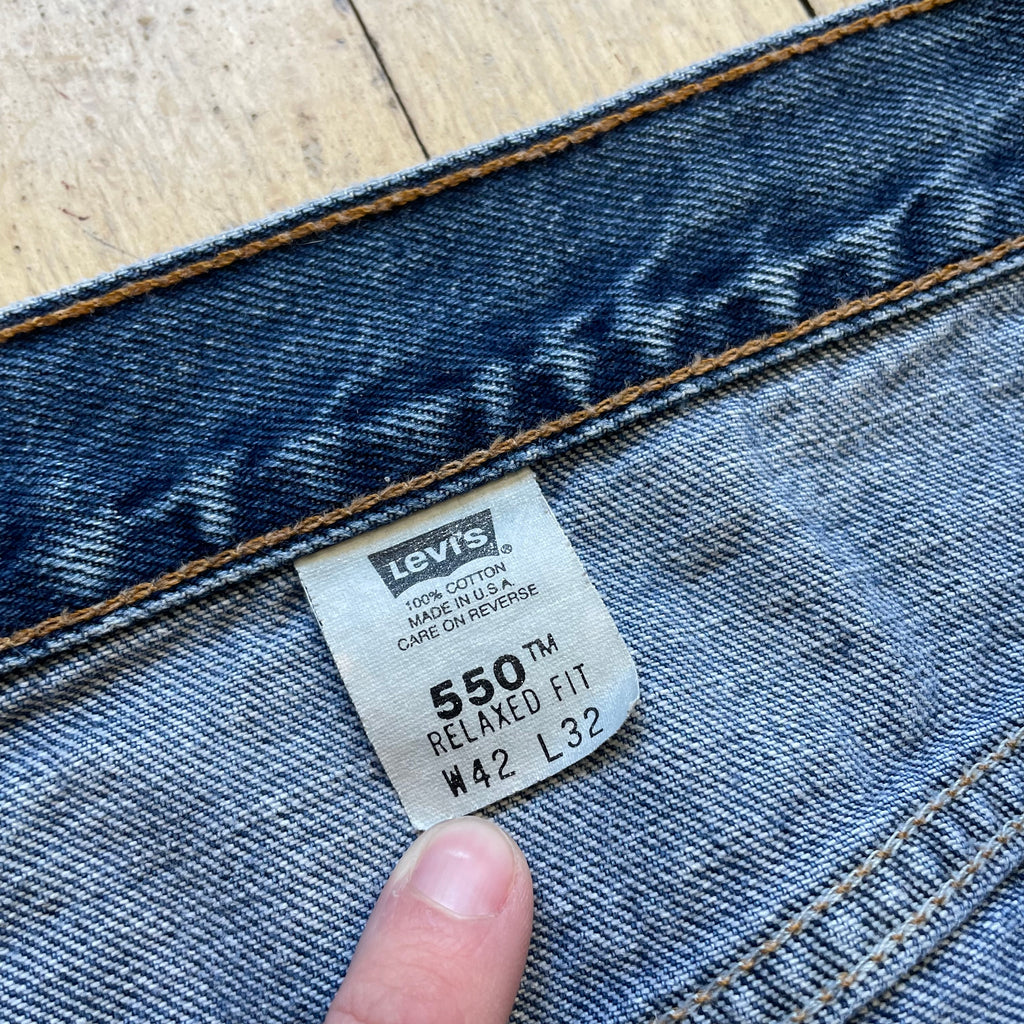 Levi's®
100% COTTON
MADE IN U.S.A.
CARE ON REVERSE
550™
RELAXED FIT
W42 L32